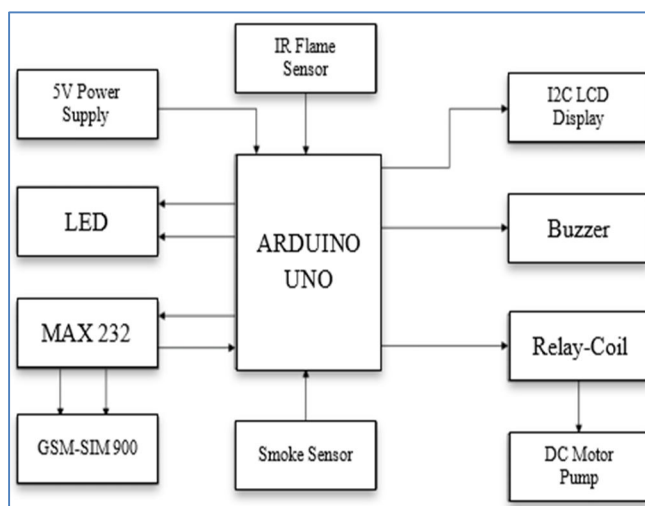 IR Flame
Sensor
5V Power
Supply
I2C LCD
Display
LED
ARDUINO
UNO
Buzzer
MAX 232
Relay-Coil
GSM-SIM 900
Smoke Sensor
DC Motor
Pump